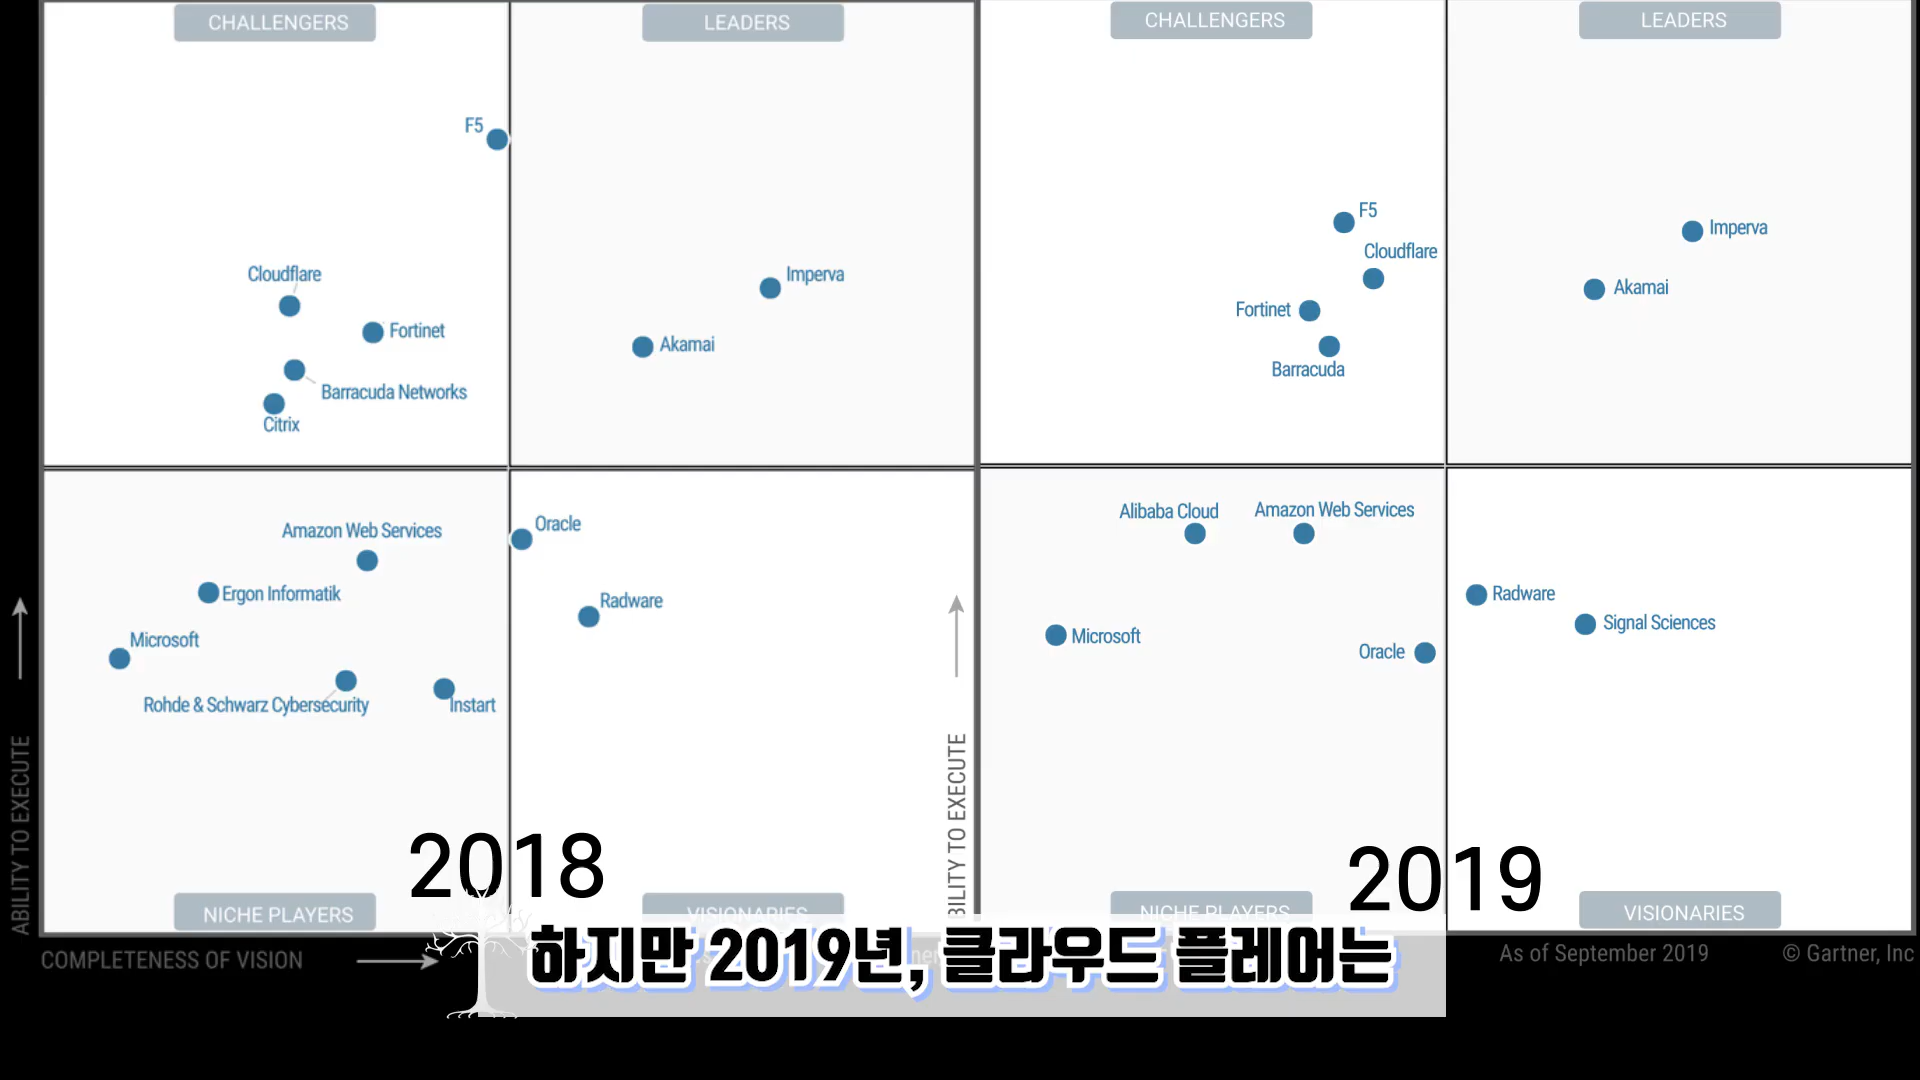 CHALLENGERS
LEADERS
F5
Cloudflare
Imperva
Fortinet
Akamai
Barracuda Networks
Citrix
Amazon Web Services
Oracle
Ergon Informatik
Radware
Microsoft
Rohde & Schwarz Cybersecurity
Instart
ABILITY TO EXECUTE
2018
NICHE PLAYERS
VISIONARIES
COMPLETENESS OF VISION
CHALLENGERS
LEADERS
F5
Imperva
Cloudflare
Akamai
Fortinet
Barracuda
Alibaba Cloud
Amazon Web Services
Radware
Signal Sciences
Microsoft
Oracle
2019
NICHE PLAYERS
VISIONARIES
As of September 2019
© Gartner, Inc
하지만 2019년, 클라우드 플레어는